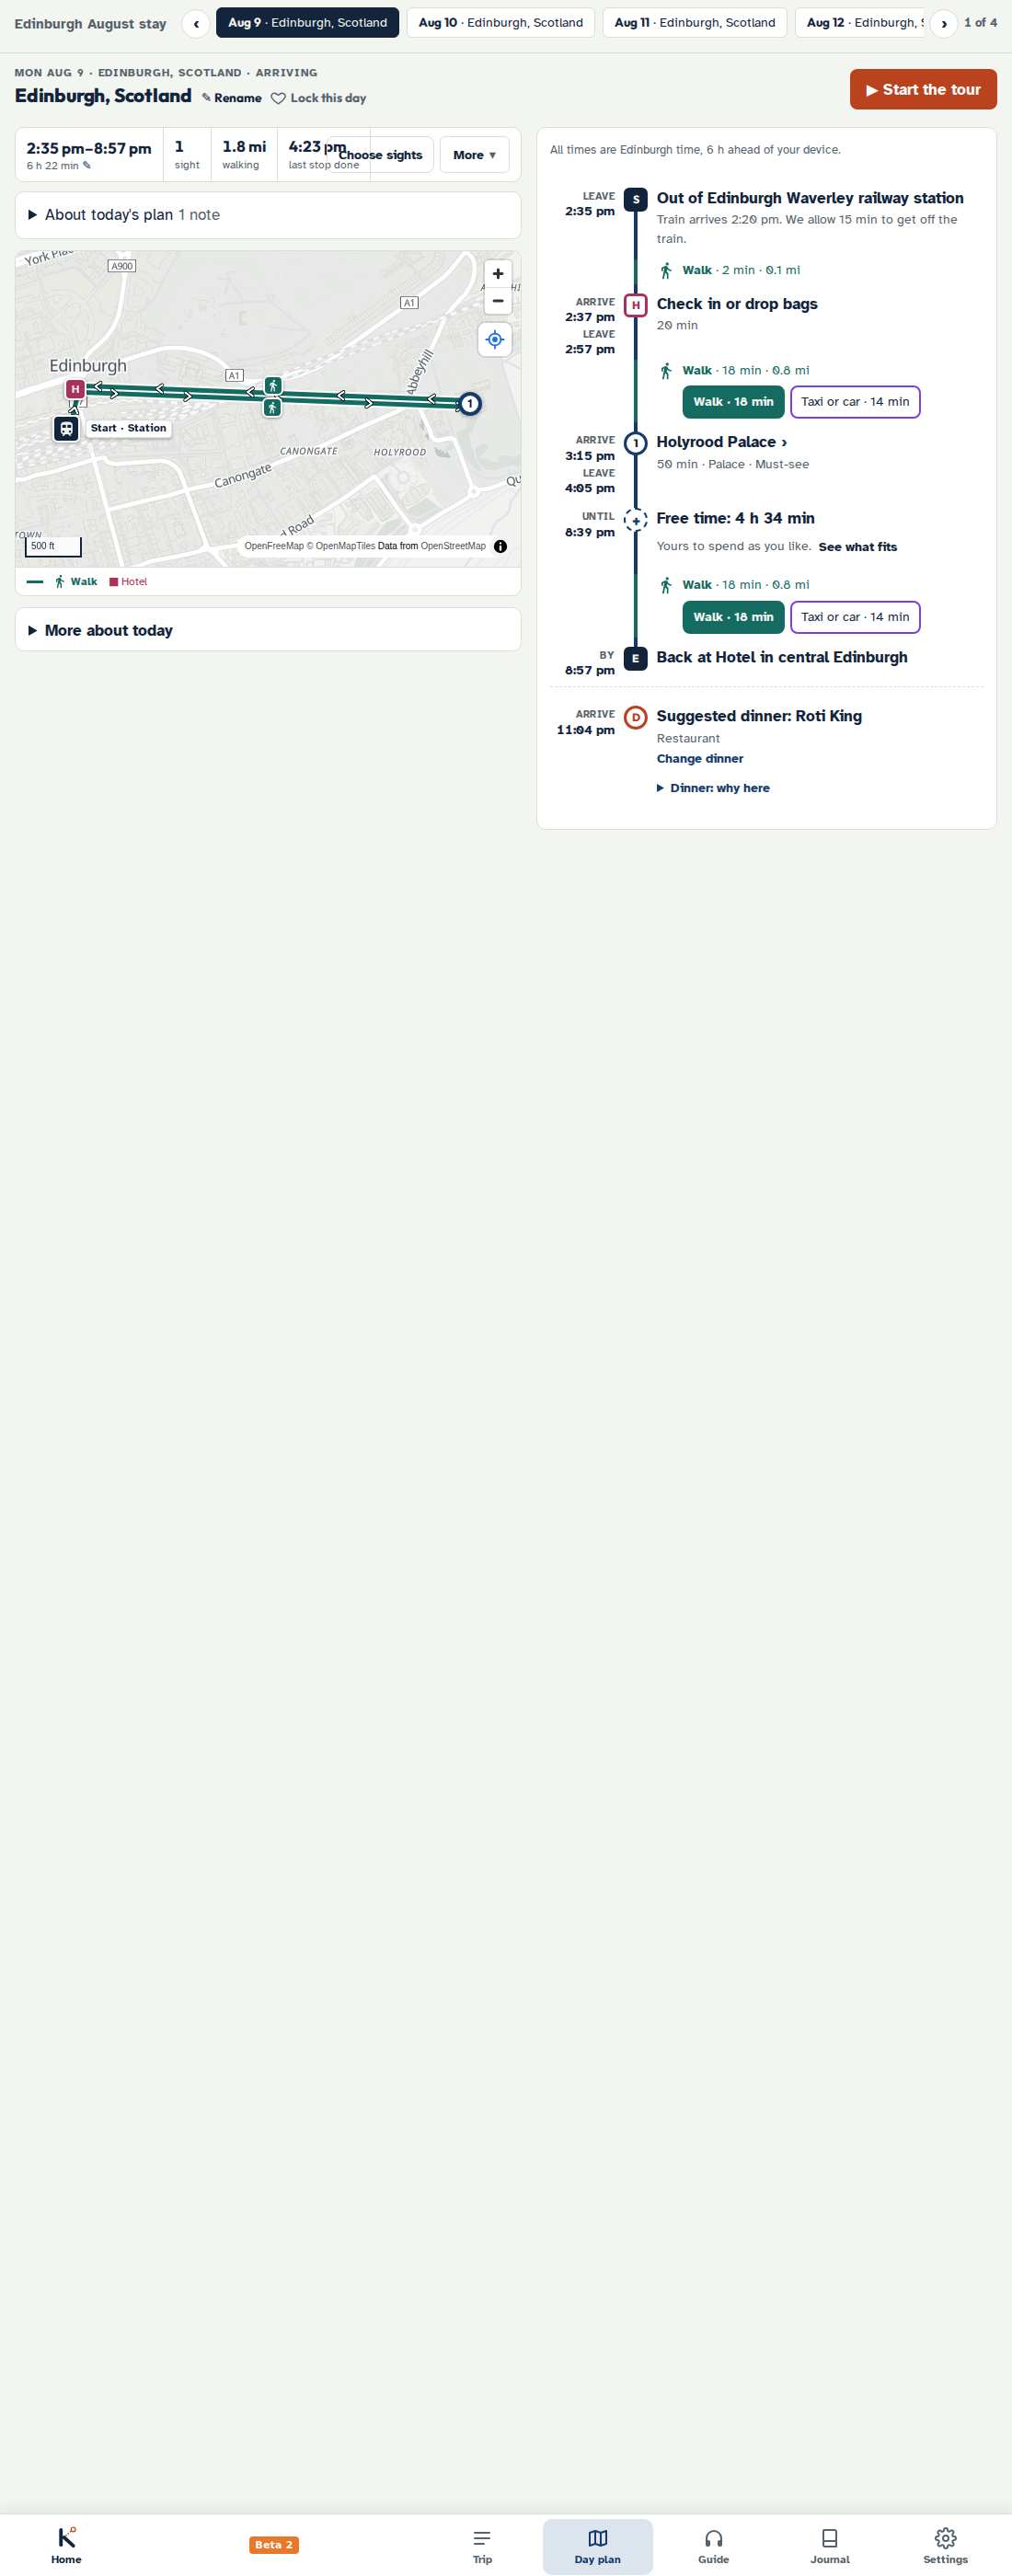 Edinburgh August stay
‹
Aug 9 · Edinburgh, Scotland
Aug 10 · Edinburgh, Scotland
Aug 11 · Edinburgh, Scotland
Aug 12 · Edinburgh, S
›
1 of 4
MON AUG 9 · EDINBURGH, SCOTLAND · ARRIVING
Edinburgh, Scotland
✎ Rename
Lock this day
▶ Start the tour
2:35 pm–8:57 pm
6 h 22 min ✎
1
sight
1.8 mi
walking
4:23 pm
last stop done
Choose sights
More ▾
▶ About today's plan 1 note
A900
A1
+
−
Edinburgh
A1
Abbeyhill
H
1
Start · Station
CANONGATE
HOLYROOD
Canongate
Road
500 ft
OpenFreeMap © OpenMapTiles Data from OpenStreetMap
Walk
Hotel
▶ More about today
All times are Edinburgh time, 6 h ahead of your device.
LEAVE
2:35 pm
S
Out of Edinburgh Waverley railway station
Train arrives 2:20 pm. We allow 15 min to get off the
train.
Walk · 2 min · 0.1 mi
ARRIVE
2:37 pm
LEAVE
2:57 pm
H
Check in or drop bags
20 min
Walk · 18 min · 0.8 mi
Walk · 18 min
Taxi or car · 14 min
ARRIVE
3:15 pm
LEAVE
4:05 pm
1
Holyrood Palace ›
50 min · Palace · Must-see
UNTIL
8:39 pm
+
Free time: 4 h 34 min
Yours to spend as you like. See what fits
Walk · 18 min · 0.8 mi
Walk · 18 min
Taxi or car · 14 min
BY
8:57 pm
E
Back at Hotel in central Edinburgh
ARRIVE
11:04 pm
D
Suggested dinner: Roti King
Restaurant
Change dinner
▶ Dinner: why here
Home
Beta 2
Trip
Day plan
Guide
Journal
Settings